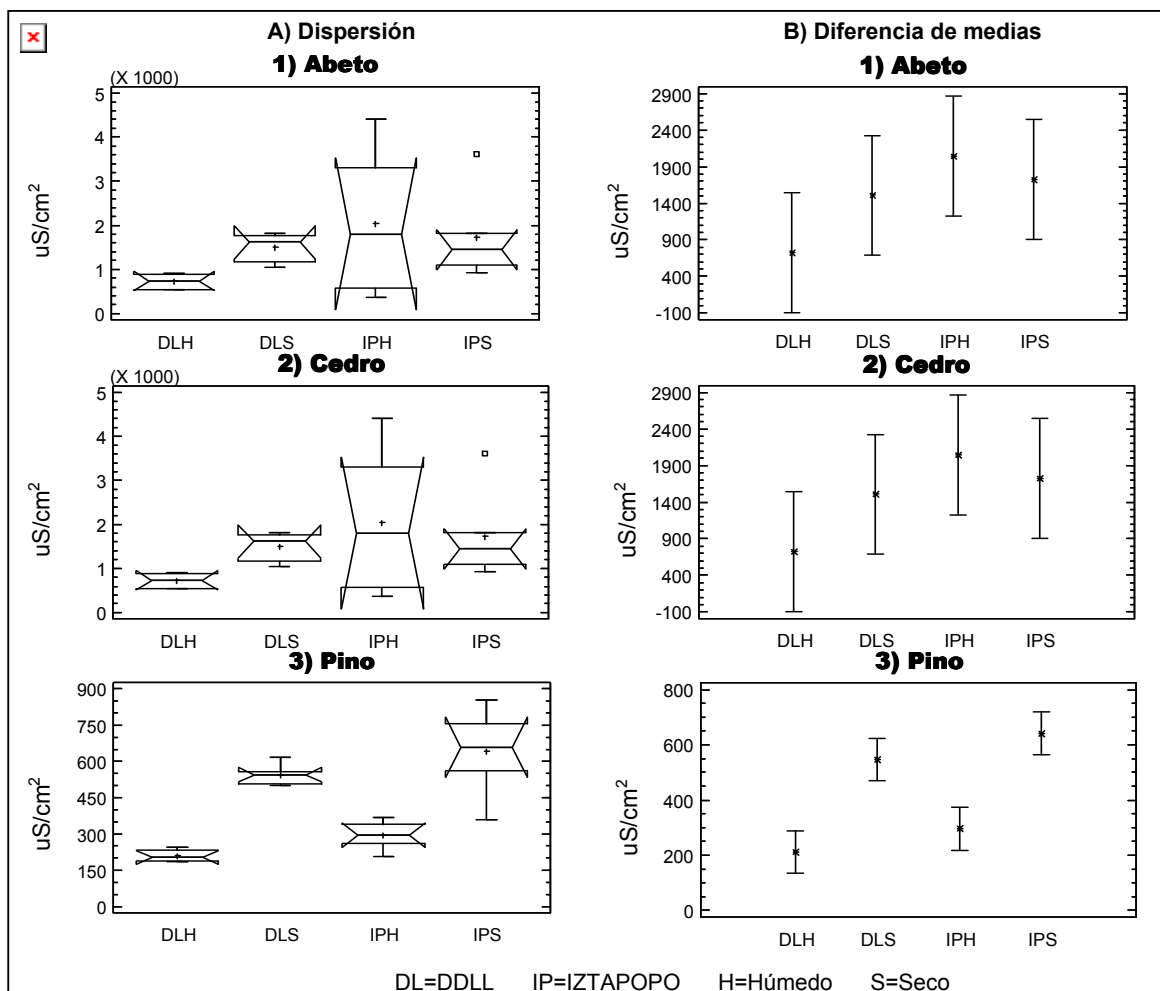 A) Dispersión
B) Diferencia de medias
1) Abeto
(X 1000)
5
4
3
2
1
0
uS/cm²
DLH DLS IPH IPS
1) Abeto
2900
2400
1900
1400
900
400
-100
uS/cm²
DLH DLS IPH IPS
2) Cedro
(X 1000)
5
4
3
2
1
0
uS/cm²
DLH DLS IPH IPS
2) Cedro
2900
2400
1900
1400
900
400
-100
uS/cm²
DLH DLS IPH IPS
3) Pino
900
750
600
450
300
150
0
uS/cm²
DLH DLS IPH IPS
3) Pino
800
600
400
200
0
uS/cm²
DLH DLS IPH IPS
DL=DDLL IP=IZTAPOPO H=Húmedo S=Seco